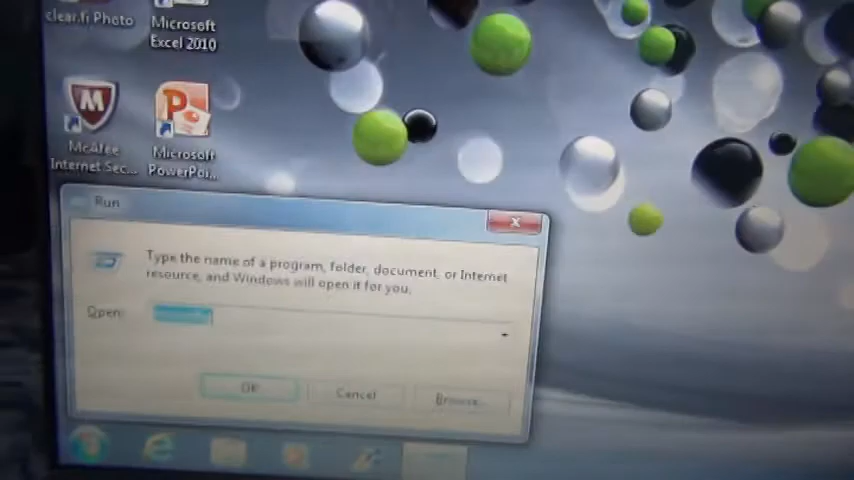 clear.fi Photo
Microsoft
Excel 2010
McAfee
Internet Sec...
Microsoft
PowerPoi...
Run
Type the name of a program, folder, document, or Internet
resource, and Windows will open it for you.
Open:
OK
Cancel
Browse...